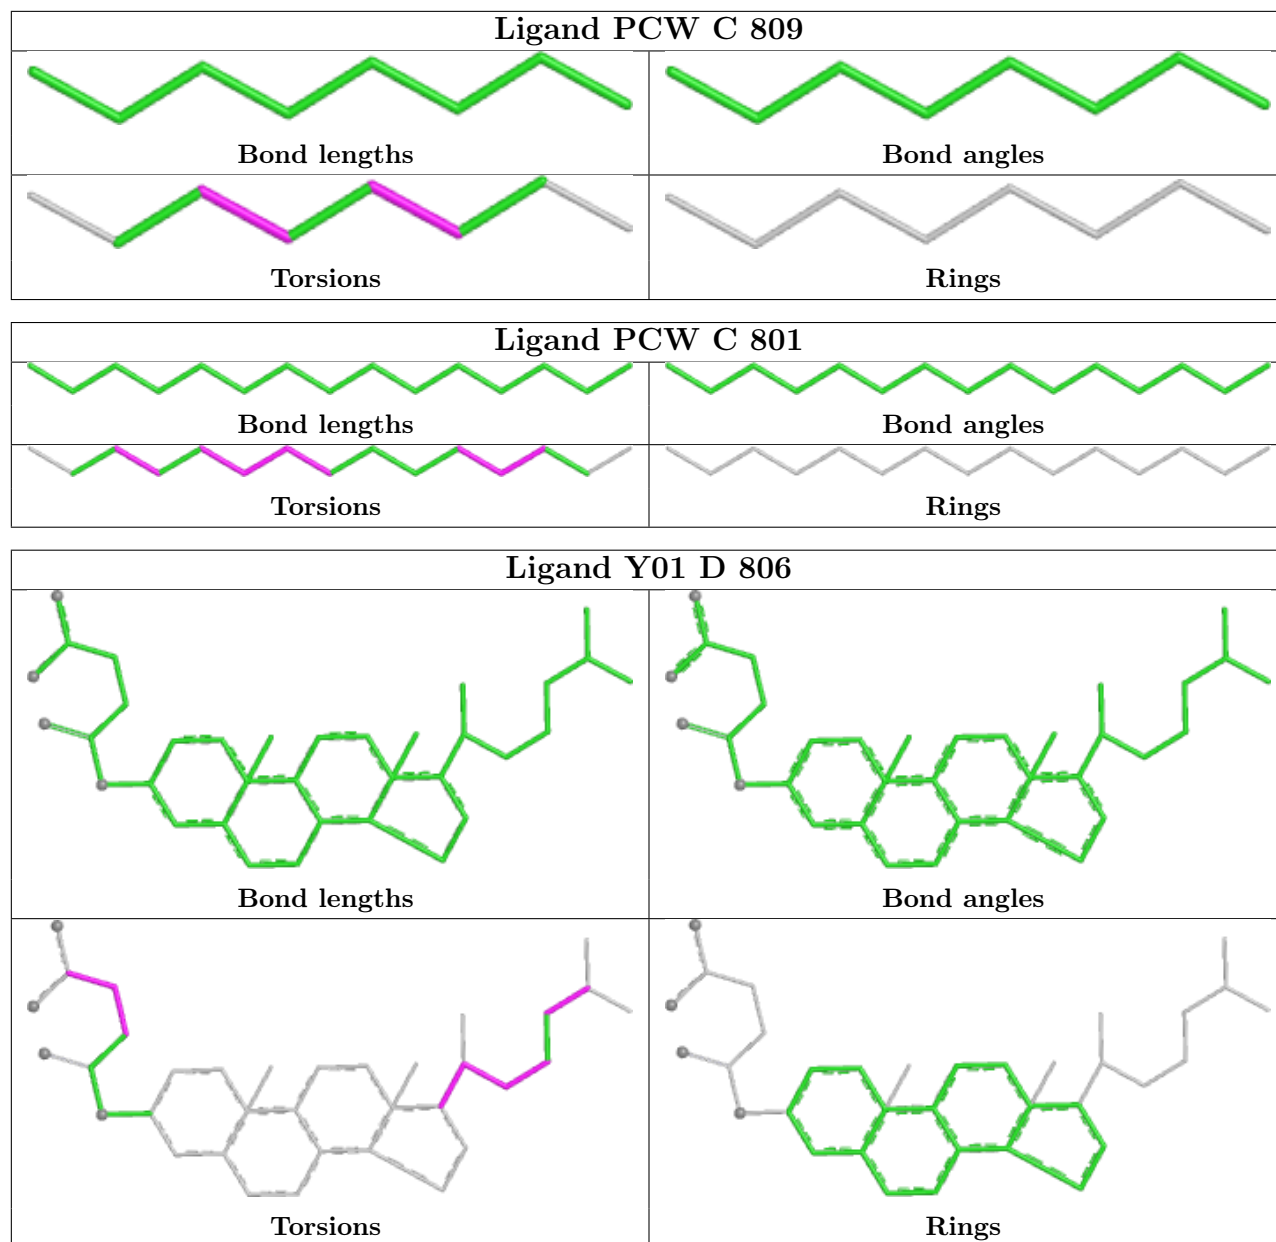 Ligand PCW C 809
Bond lengths
Bond angles
Torsions
Rings
Ligand PCW C 801
Bond lengths
Bond angles
Torsions
Rings
Ligand Y01 D 806
Bond lengths
Bond angles
Torsions
Rings